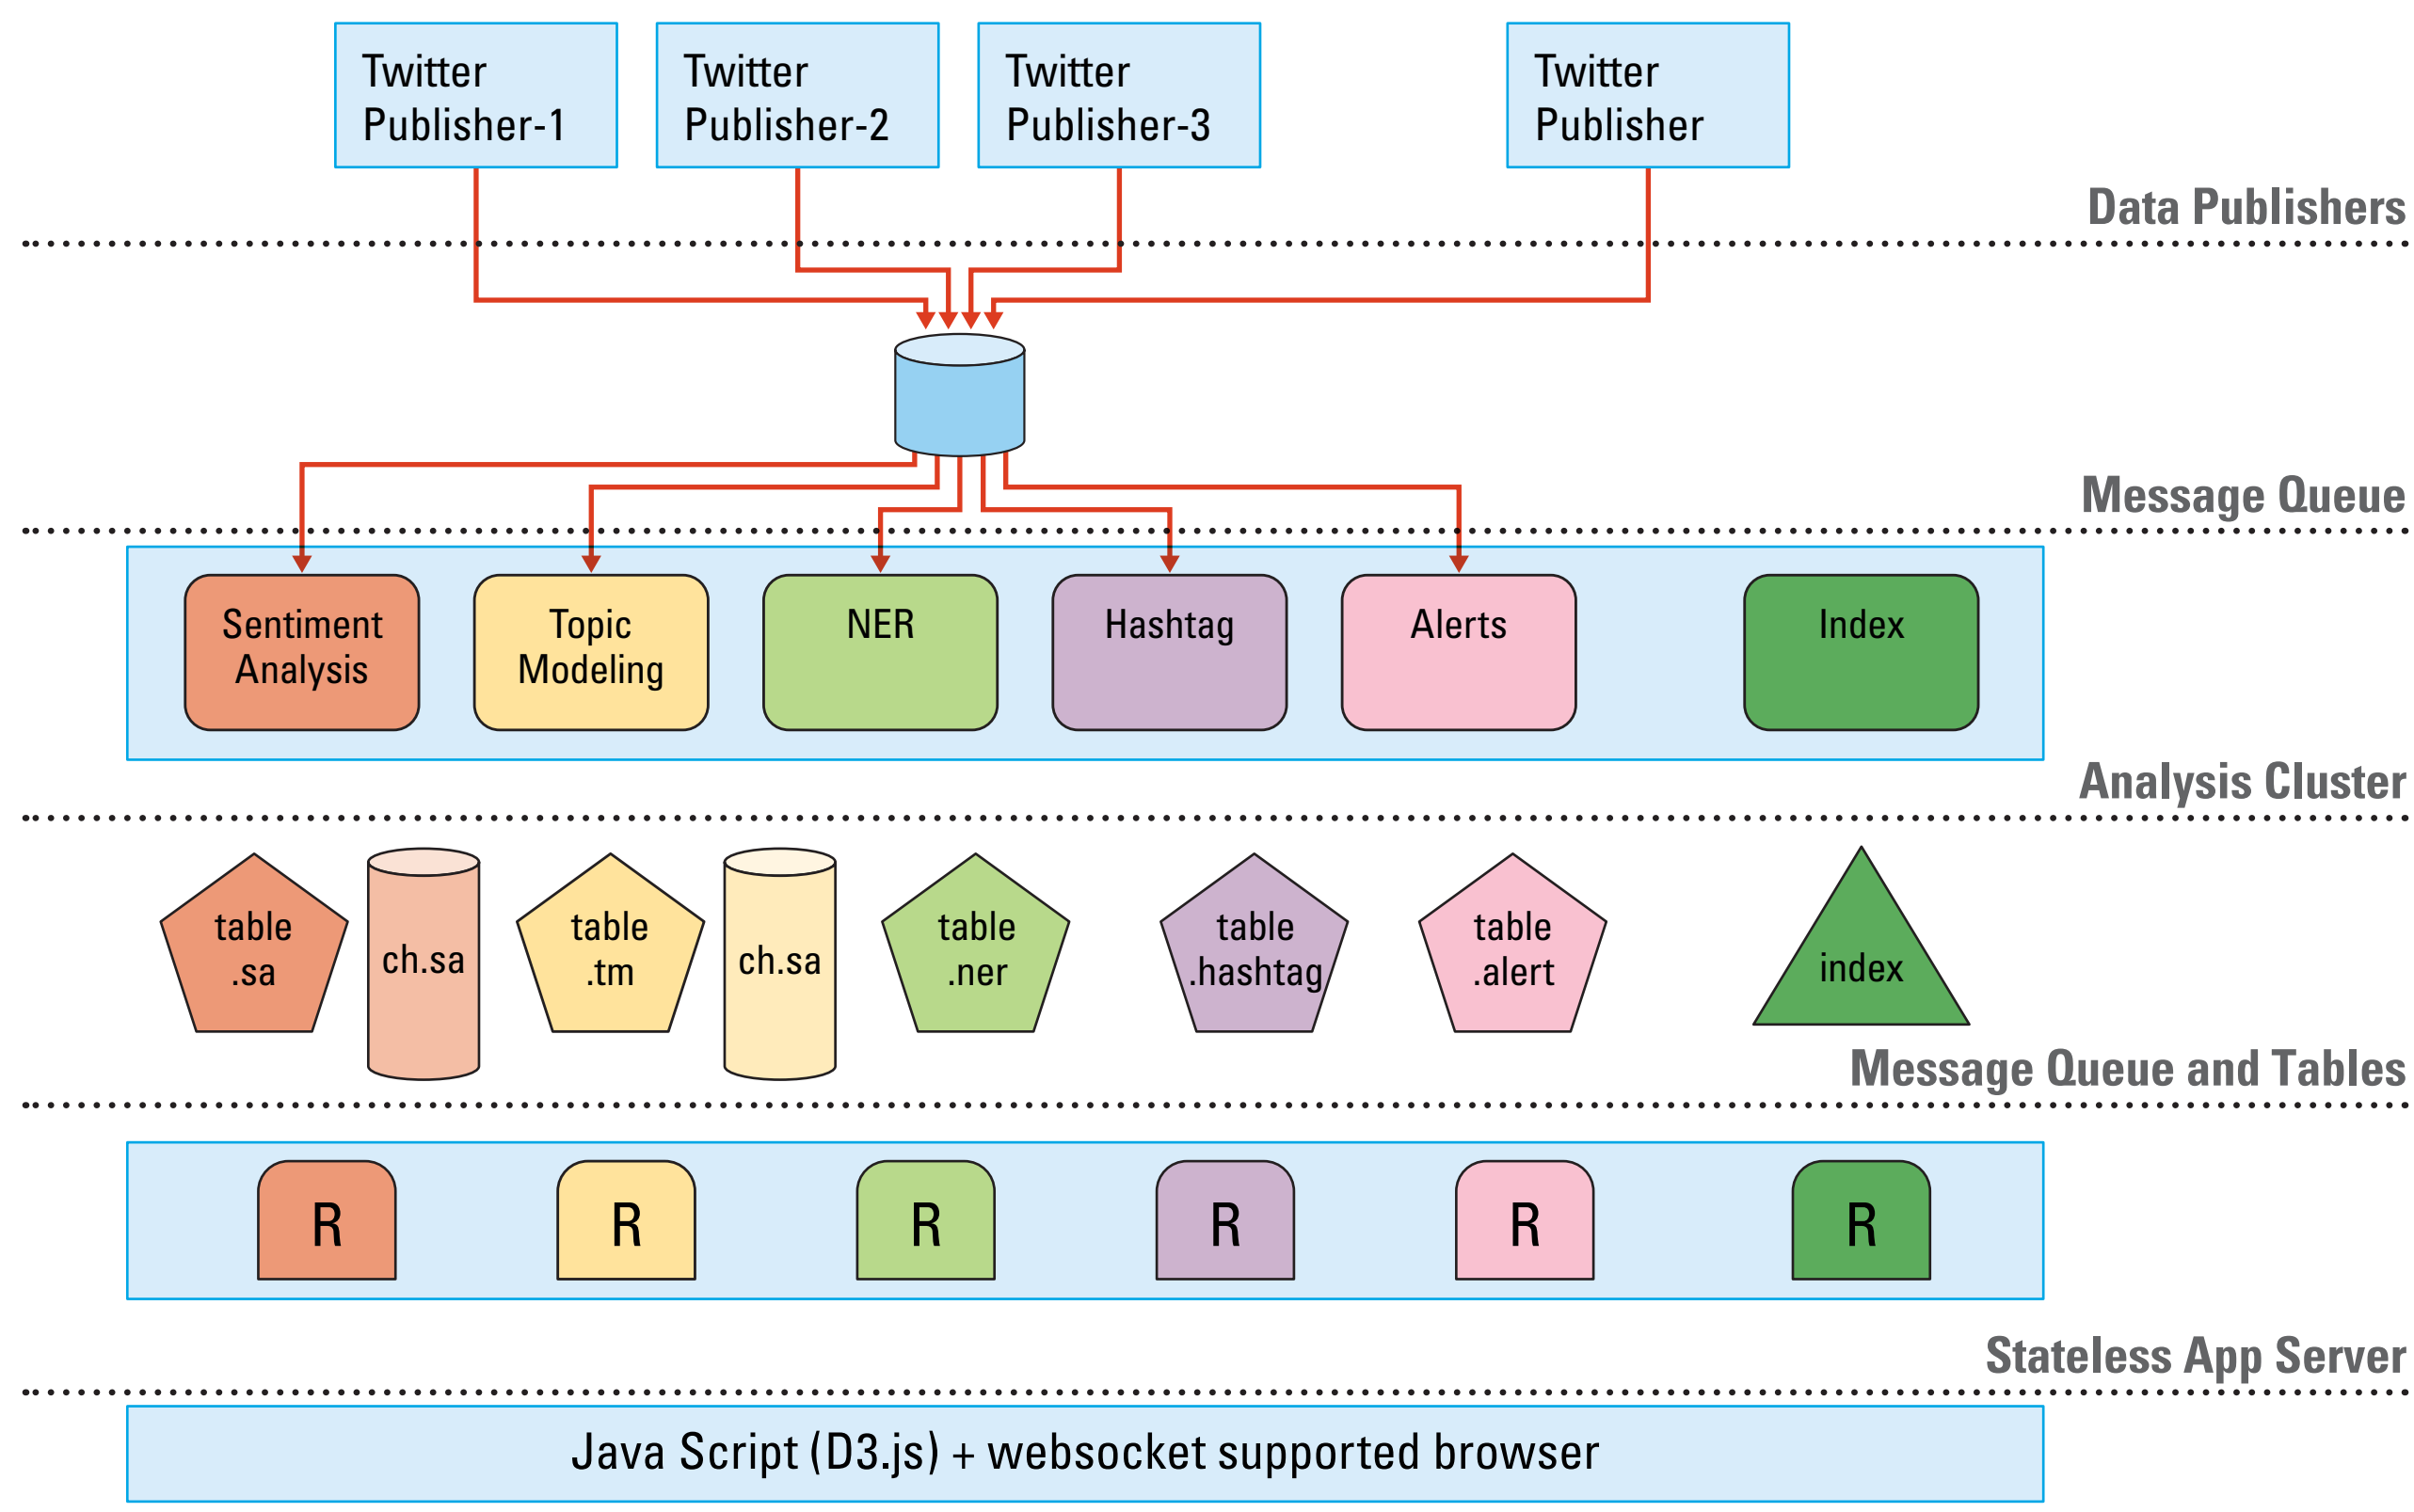 Twitter
Publisher-1
Twitter
Publisher-2
Twitter
Publisher-3
Twitter
Publisher
Data Publishers
Message Queue
Sentiment
Analysis
Topic
Modeling
NER
Hashtag
Alerts
Index
Analysis Cluster
table
.sa
ch.sa
table
.tm
ch.sa
table
.ner
table
.hashtag
table
.alert
index
Message Queue and Tables
R
R
R
R
R
R
Stateless App Server
Java Script (D3.js) + websocket supported browser